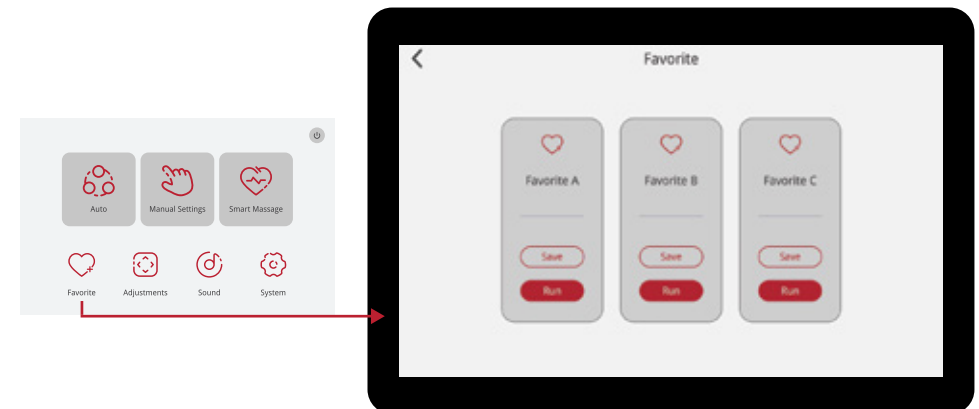 Auto Manual Settings Smart Massage
Favorite Adjustments Sound System
Favorite
Favorite A Favorite B Favorite C
Save Save Save
Run Run Run